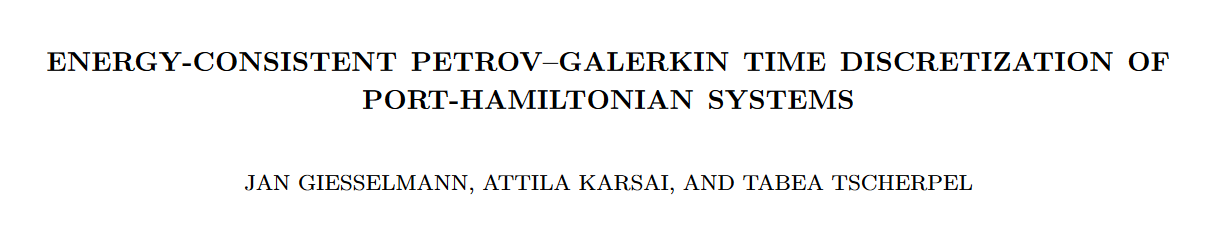 ENERGY-CONSISTENT PETROV–GALERKIN TIME DISCRETIZATION OF
PORT-HAMILTONIAN SYSTEMS
JAN GIESSELMANN, ATTILA KARSAI, AND TABEA TSCHERPEL